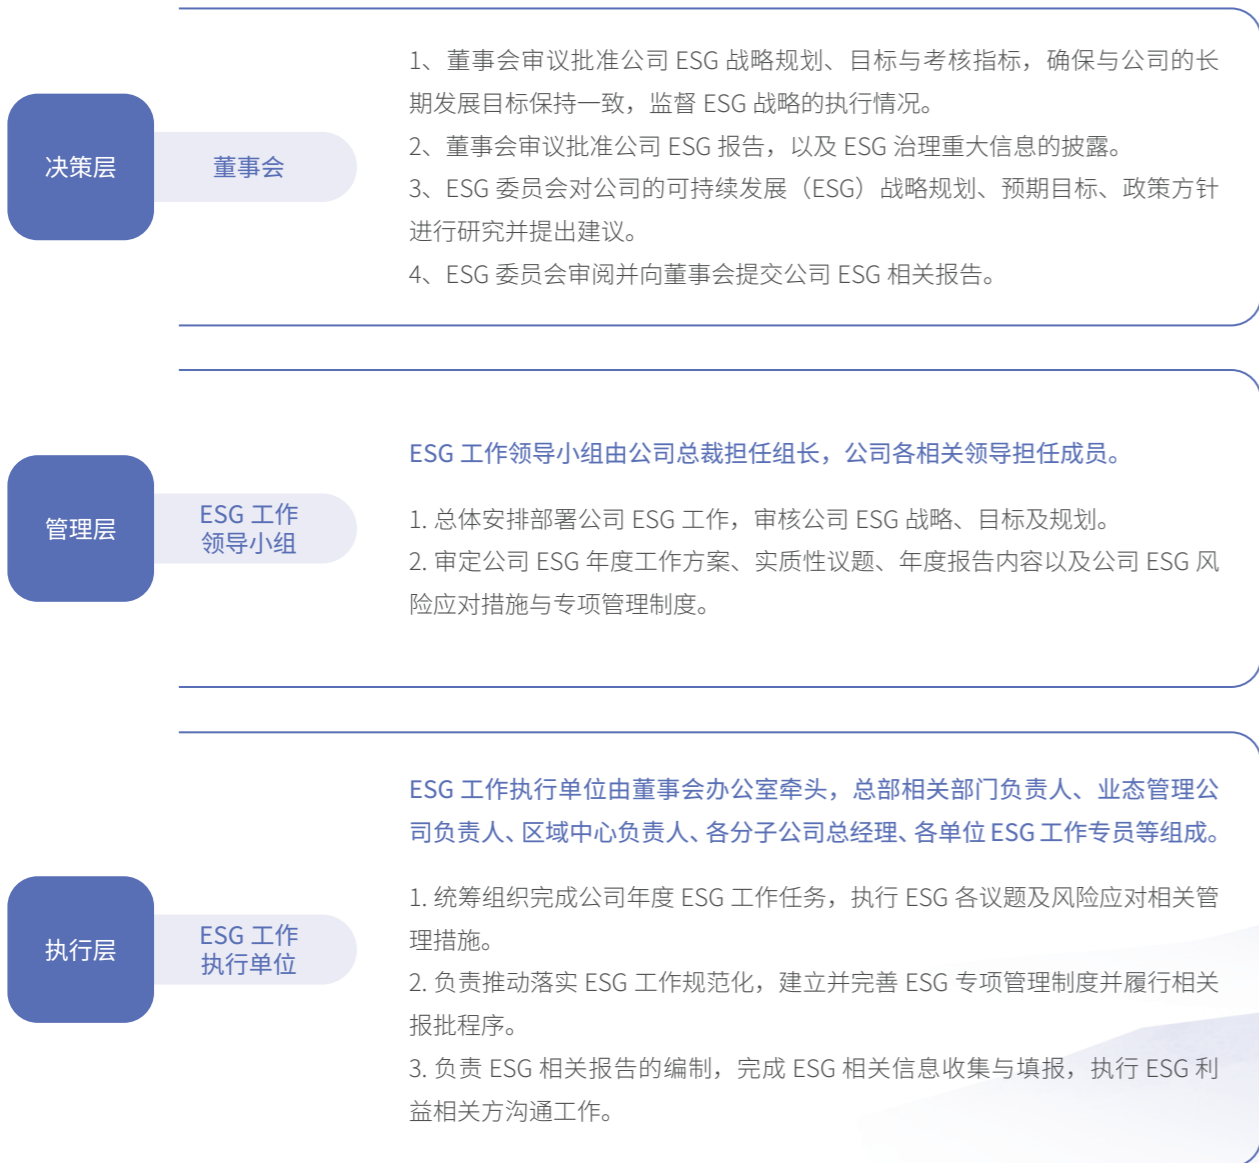 决策层
董事会
1、董事会审议批准公司 ESG 战略规划、目标与考核指标，确保与公司的长
期发展目标保持一致，监督 ESG 战略的执行情况。
2、董事会审议批准公司 ESG 报告，以及 ESG 治理重大信息的披露。
3、ESG 委员会对公司的可持续发展（ESG）战略规划、预期目标、政策方针
进行研究并提出建议。
4、ESG 委员会审阅并向董事会提交公司 ESG 相关报告。
管理层
ESG 工作
领导小组
ESG 工作领导小组由公司总裁担任组长，公司各相关领导担任成员。
1. 总体安排部署公司 ESG 工作，审核公司 ESG 战略、目标及规划。
2. 审定公司 ESG 年度工作方案、实质性议题、年度报告内容以及公司 ESG 风
险应对措施与专项管理制度。
执行层
ESG 工作
执行单位
ESG 工作执行单位由董事会办公室牵头，总部相关部门负责人、业态管理公
司负责人、区域中心负责人、各分子公司总经理、各单位 ESG 工作专员等组成。
1. 统筹组织完成公司年度 ESG 工作任务，执行 ESG 各议题及风险应对相关管
理措施。
2. 负责推动落实 ESG 工作规范化，建立并完善 ESG 专项管理制度并履行相关
报批程序。
3. 负责 ESG 相关报告的编制，完成 ESG 相关信息收集与填报，执行 ESG 利
益相关方沟通工作。